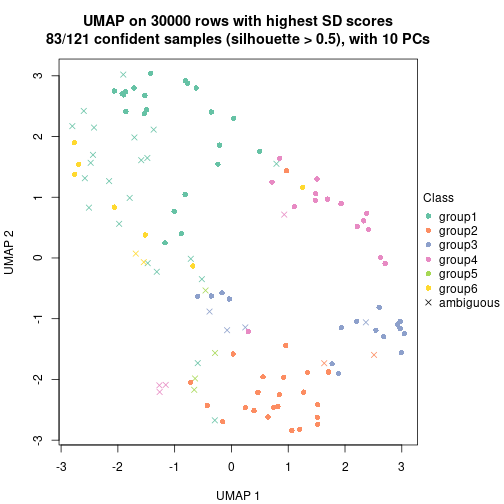 UMAP on 30000 rows with highest SD scores
83/121 confident samples (silhouette > 0.5), with 10 PCs
UMAP 2
3
2
1
0
-1
-2
-3
-3
-2
-1
0
1
2
3
UMAP 1
Class
group1
group2
group3
group4
group5
group6
ambiguous